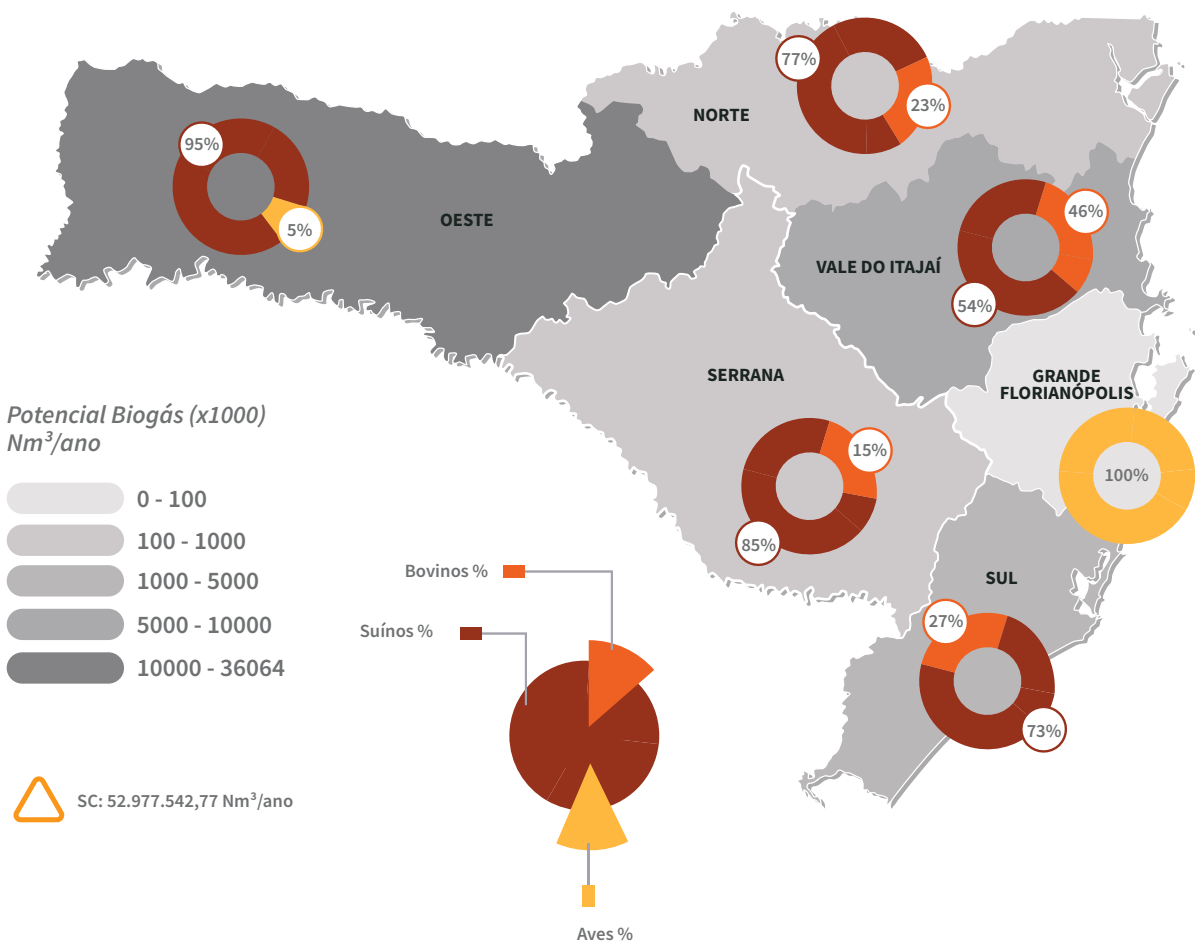 77%
NORTE
23%
95%
OESTE
5%
46%
VALE DO ITAJAÍ
54%
SERRANA
GRANDE
FLORIANÓPOLIS
15%
100%
85%
SUL
27%
73%
Potencial Biogás (x1000)
Nm³/ano
0 - 100
100 - 1000
1000 - 5000
5000 - 10000
10000 - 36064
SC: 52.977.542,77 Nm³/ano
Bovinos %
Suínos %
Aves %